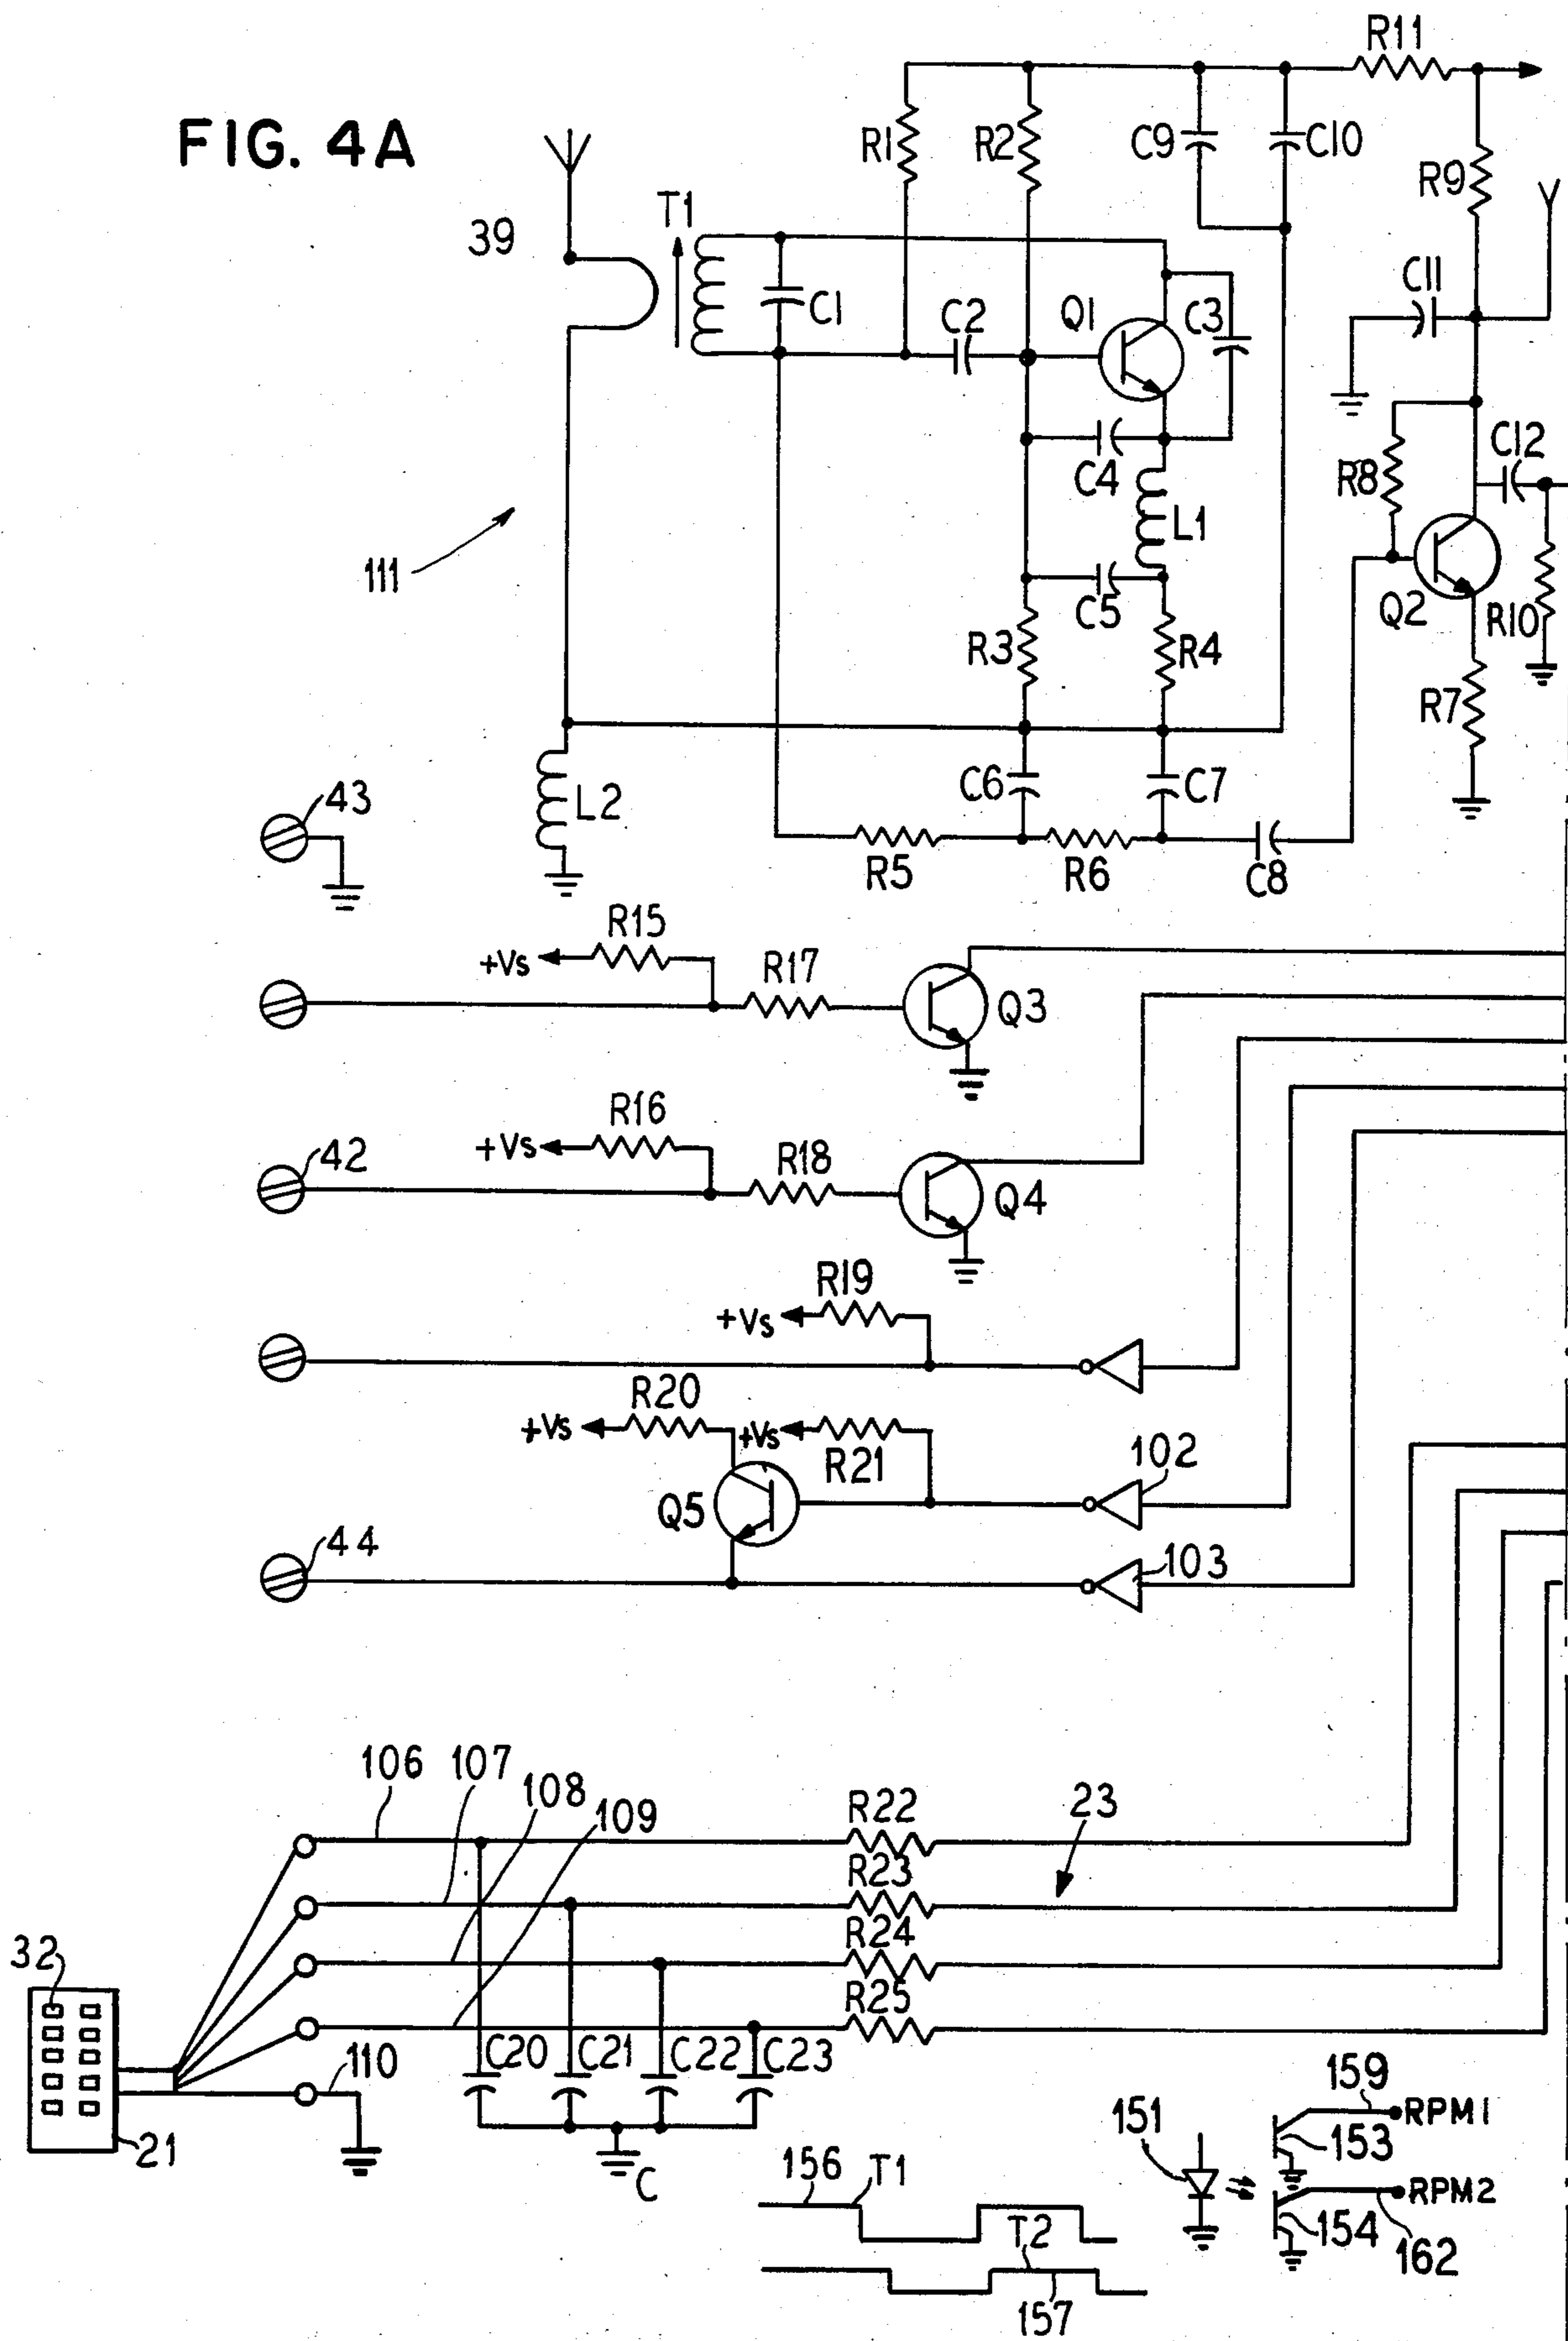 R11
FIG. 4A
R1
R2
C9
C10
R9
39
T1
C1
C2
Q1
C3
C11
C4
R8
C12
L1
111
C5
Q2
R10
R3
R4
R7
43
L2
C6
C7
R5
R6
C8
R15
+Vs
R17
Q3
R16
+Vs
42
R18
Q4
R19
+Vs
R20
+Vs
+Vs
R21
102
Q5
44
103
106
107
108
109
R22
23
R23
R24
32
R25
C20
C21
C22
C23
110
21
C
159
RPM1
151
153
156
T1
RPM2
T2
154
162
157